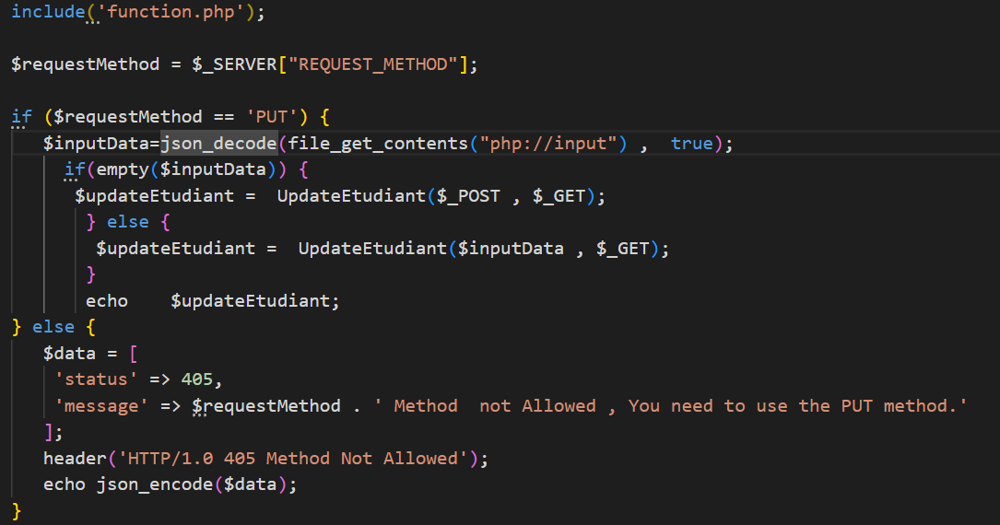 include('function.php');
$requestMethod = $_SERVER["REQUEST_METHOD"];
if ($requestMethod == 'PUT') {
$inputData=json_decode(file_get_contents("php://input") ,  true);
if(empty($inputData)) {
$updateEtudiant =  UpdateEtudiant($_POST , $_GET);
} else {
$updateEtudiant =  UpdateEtudiant($inputData , $_GET);
}
echo    $updateEtudiant;
} else {
$data = [
'status' => 405,
'message' => $requestMethod . ' Method  not Allowed , You need to use the PUT method.'
];
header('HTTP/1.0 405 Method Not Allowed');
echo json_encode($data);
}